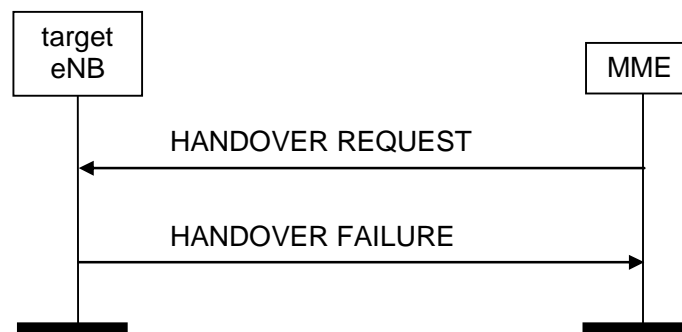 target
eNB
MME
HANDOVER REQUEST
HANDOVER FAILURE